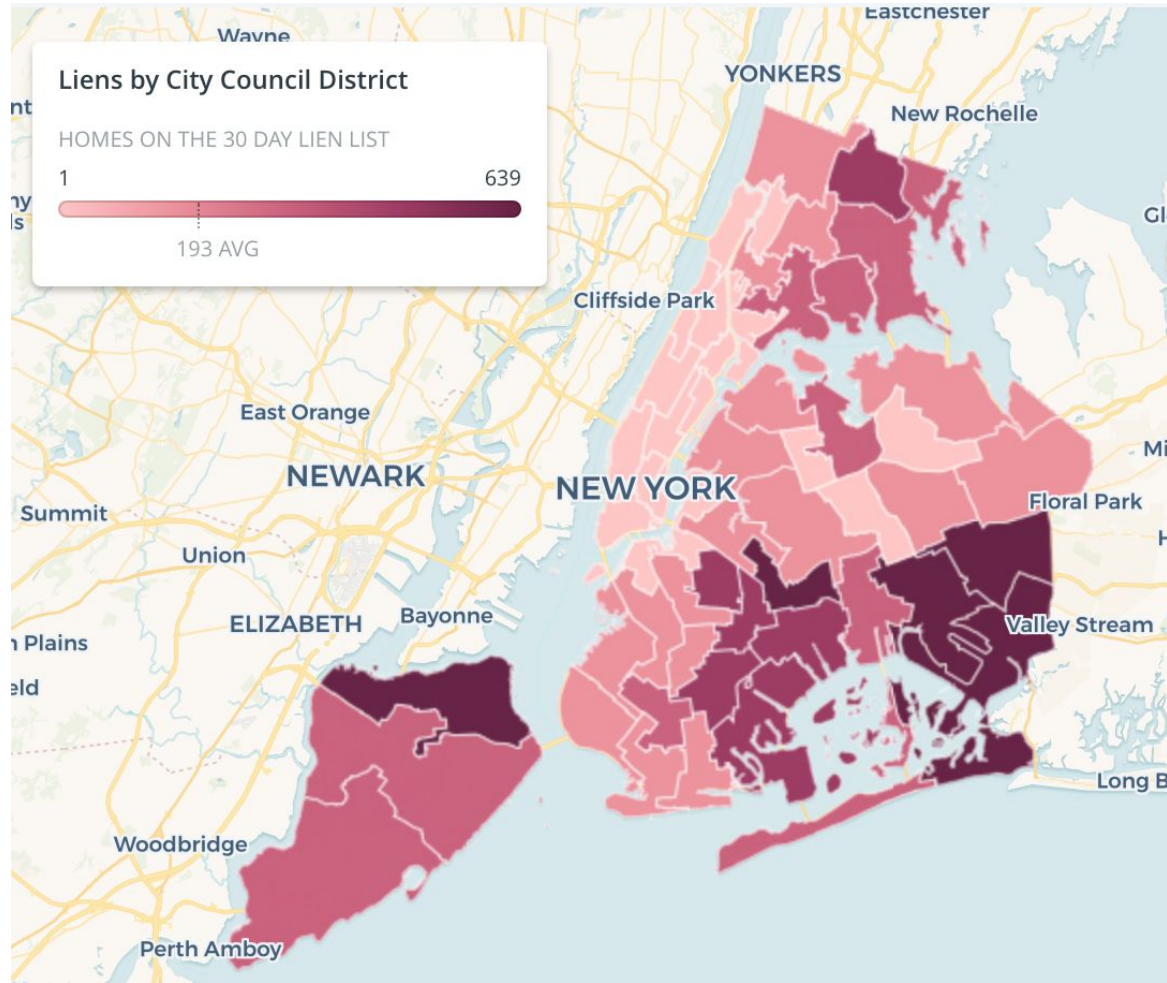 Eastchester
Wayne
Liens by City Council District
YONKERS
New Rochelle
HOMES ON THE 30 DAY LIEN LIST
1
639
193 AVG
Cliffside Park
East Orange
NEWARK
NEW YORK
Summit
Floral Park
Union
ELIZABETH
Bayonne
Valley Stream
n Plains
eld
Long B
Woodbridge
Perth Amboy